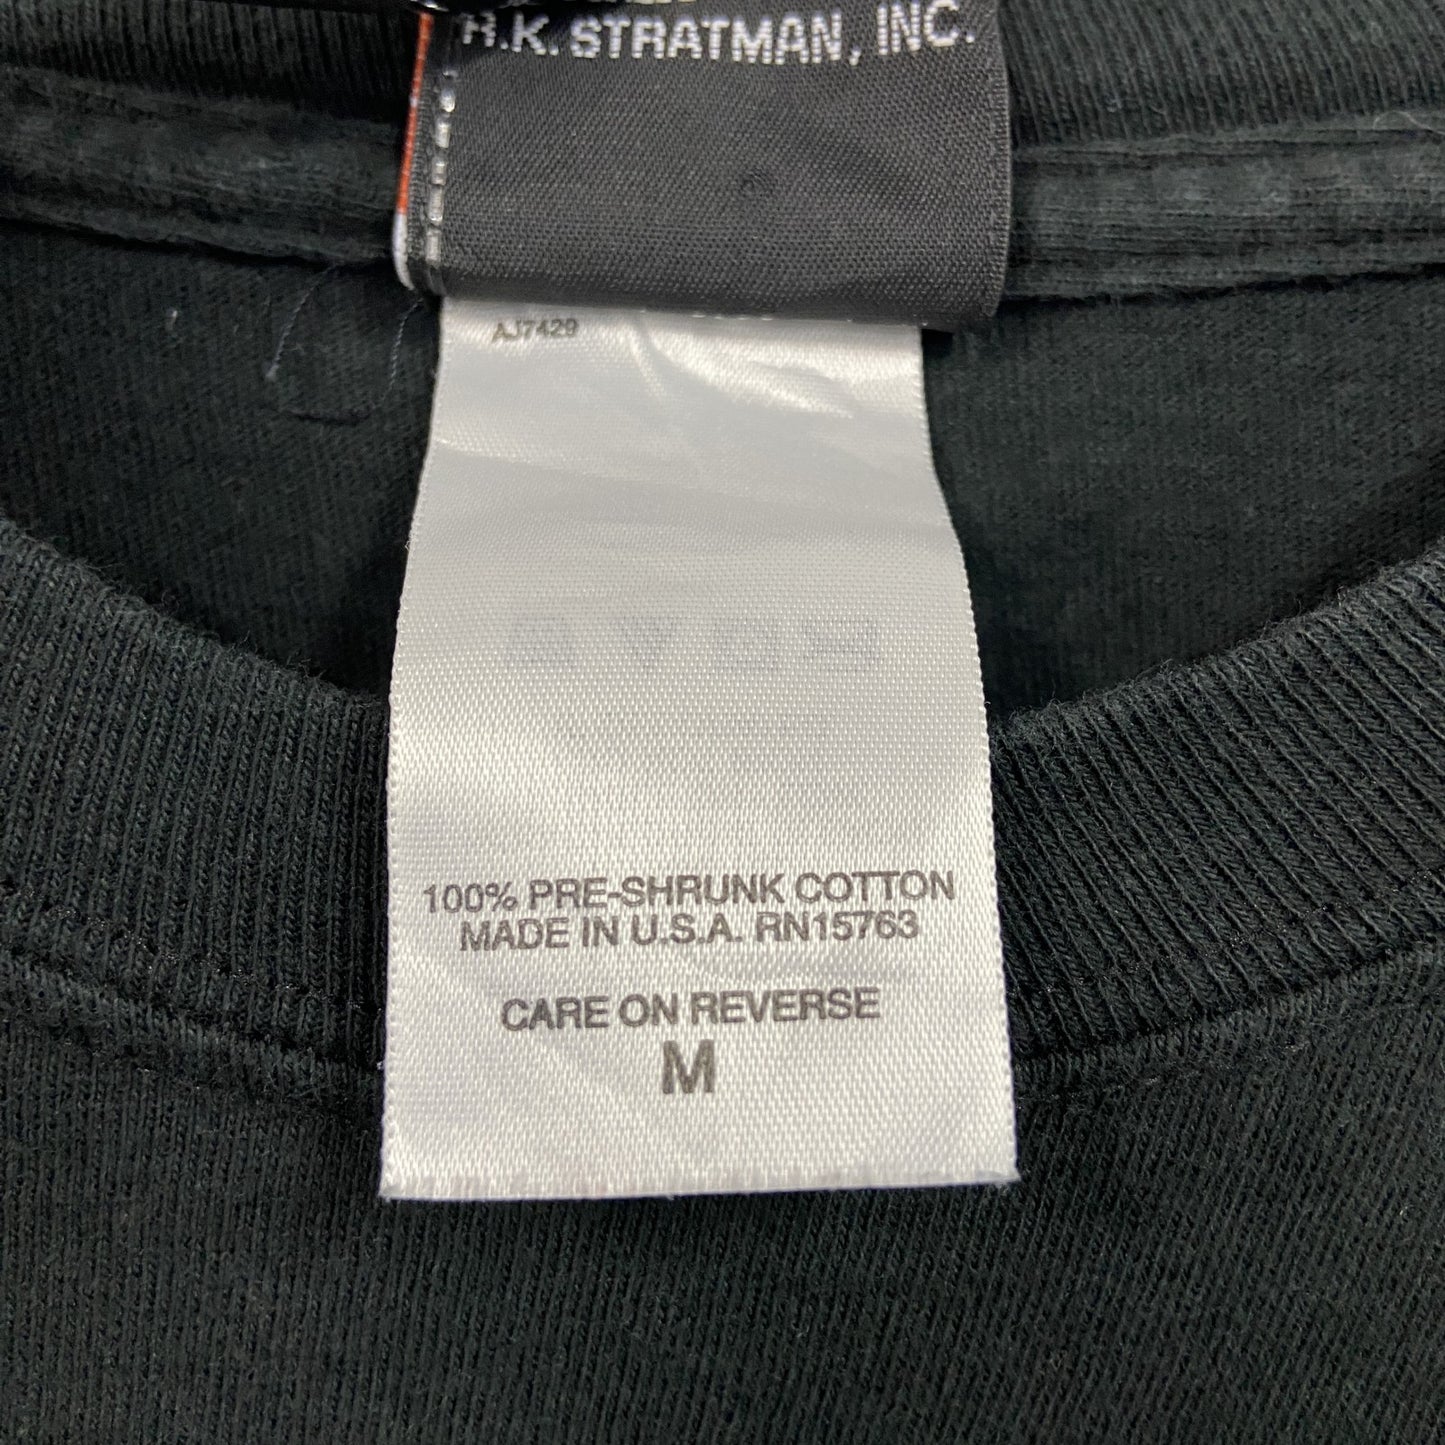 R.K. STRATMAN, INC.
AJ7429
100% PRE-SHRUNK COTTON
MADE IN U.S.A. RN15763
CARE ON REVERSE
M